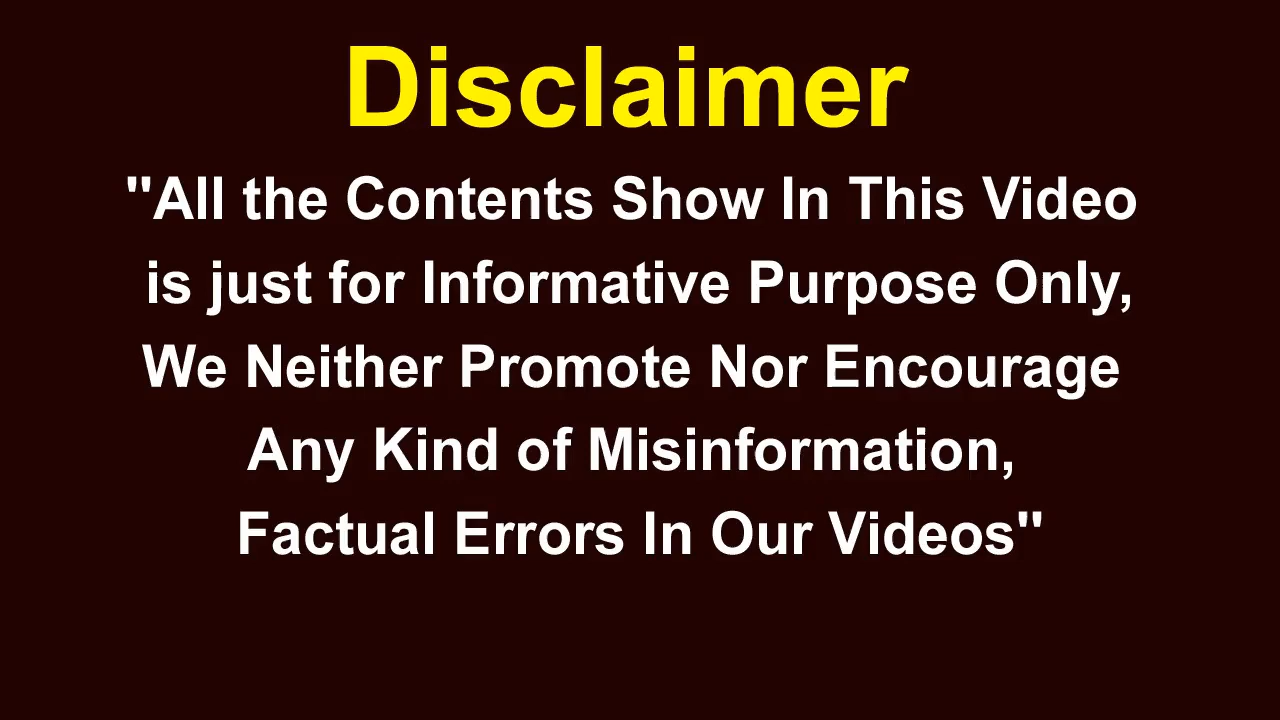 Disclaimer
"All the Contents Show In This Video
is just for Informative Purpose Only,
We Neither Promote Nor Encourage
Any Kind of Misinformation,
Factual Errors In Our Videos"